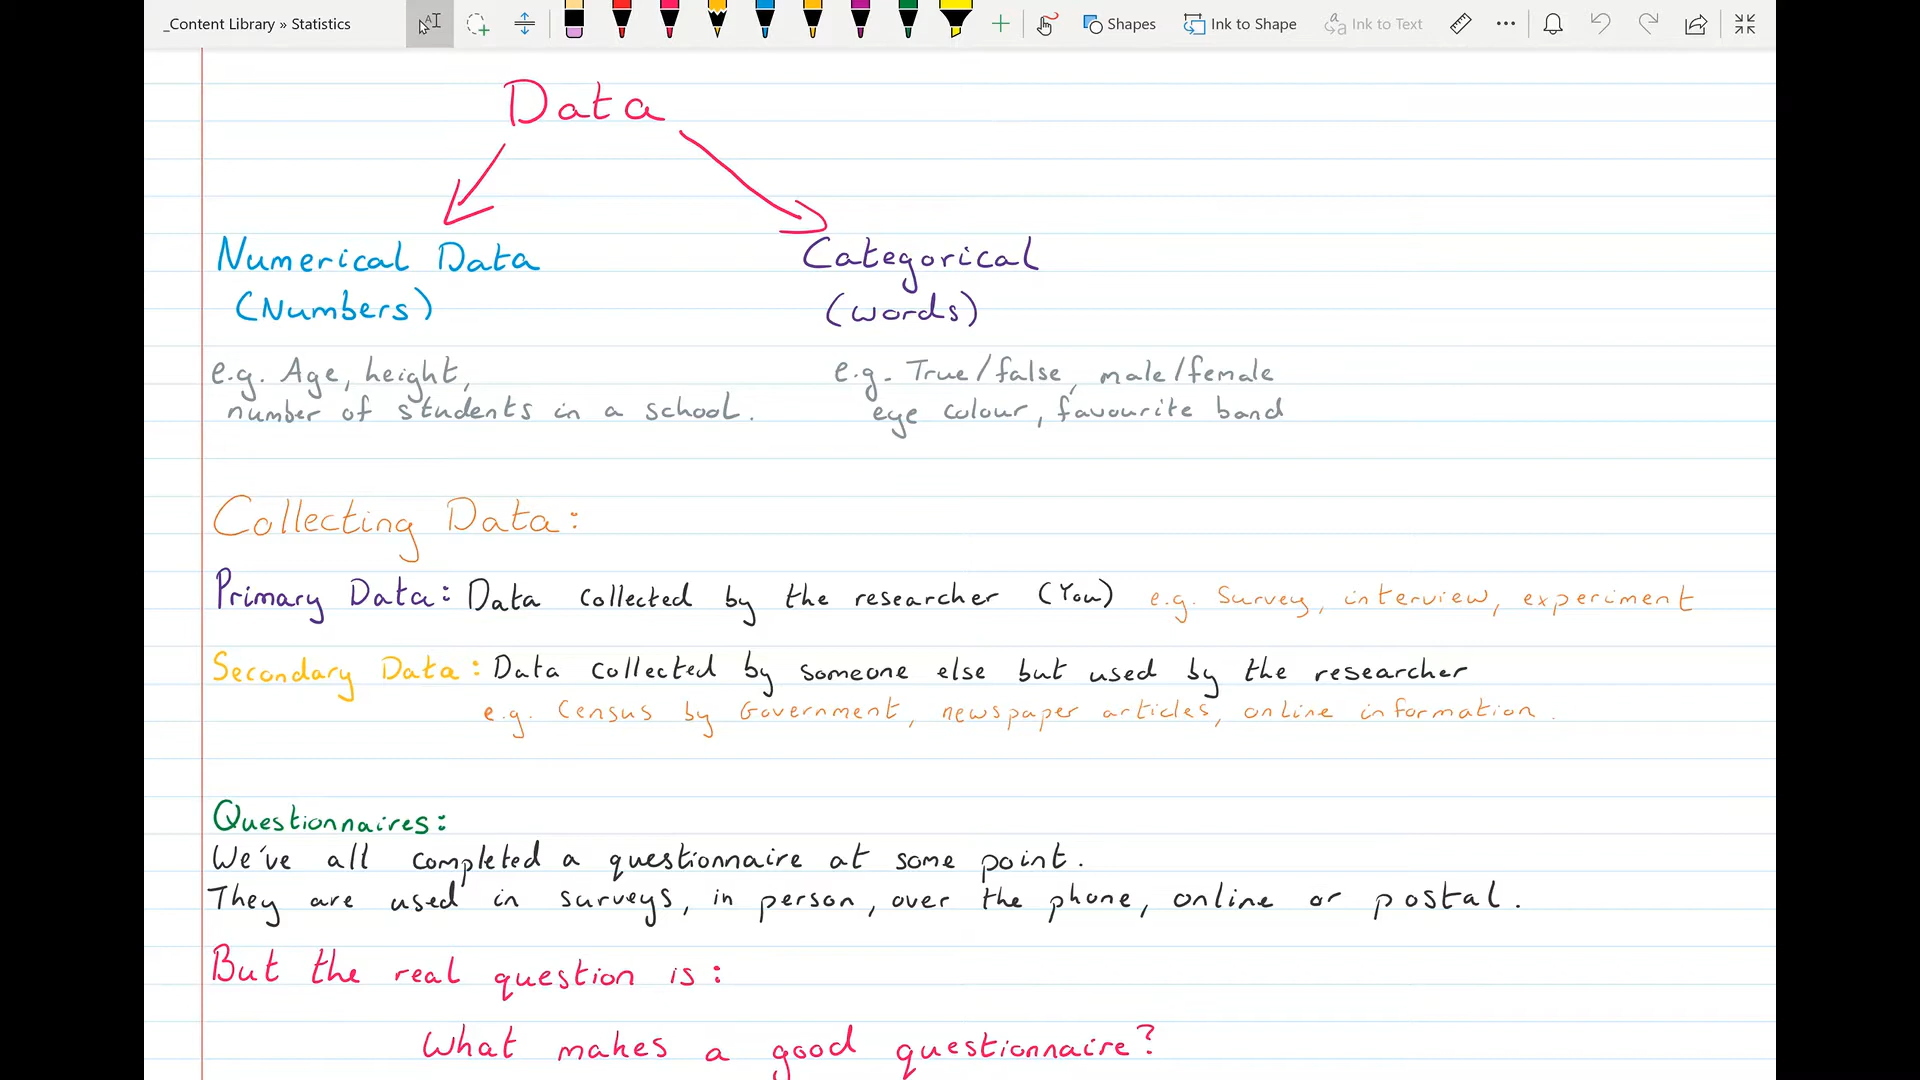 _Content Library » Statistics
Shapes
Ink to Shape
Ink to Text
Data
Numerical Data
(Numbers)
Categorical
(words)
e.g. Age, height,
number of students in a school.
e.g. True/false, male/female
eye colour, favourite band
Collecting Data:
Primary Data: Data collected by the researcher (You) e.g. Survey, interview, experiment
Secondary Data: Data collected by someone else but used by the researcher
e.g. Census by Government, newspaper articles, online information.
Questionnaires:
We've all completed a questionnaire at some point.
They are used in surveys, in person, over the phone, online or postal.
But the real question is:
What makes a good questionnaire?